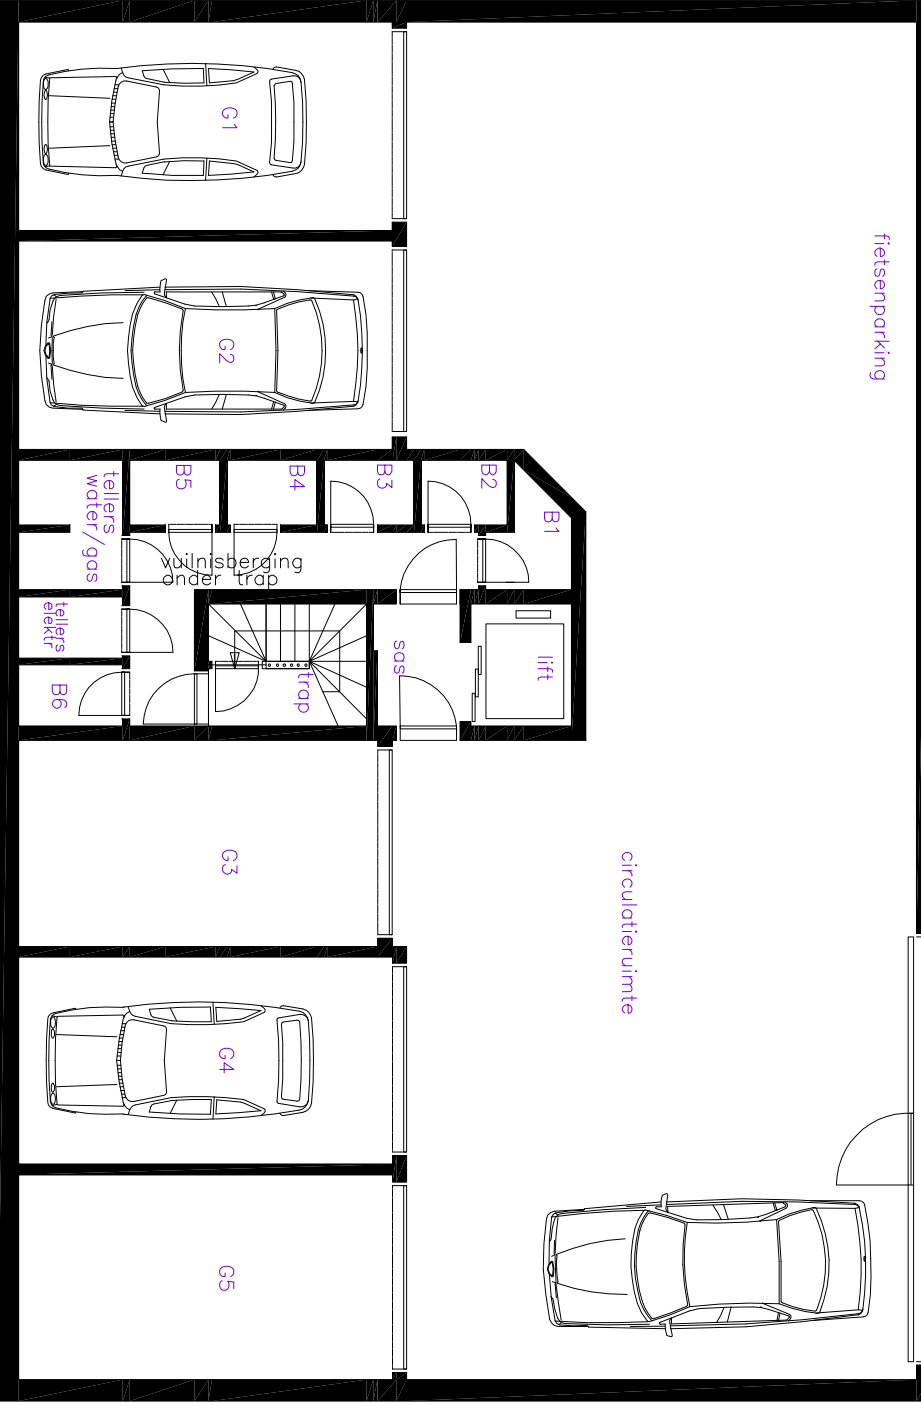 G1
fietsenparking
G2
B5
B4
B3
B2
B1
tellers
water/gas
vuilnisberging
onder trap
tellers
elektr
B6
trap
sas
lift
G3
circulatieruimte
G4
G5